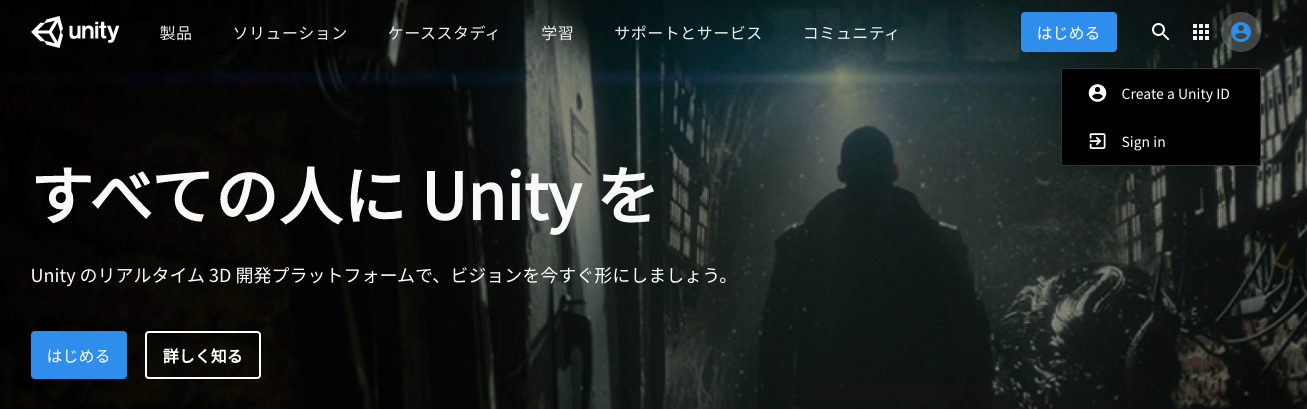 unity 製品 ソリューション ケーススタディ 学習 サポートとサービス コミュニティ はじめる
Create a Unity ID
Sign in
すべての人に Unity を
Unity のリアルタイム 3D 開発プラットフォームで、ビジョンを今すぐ形にしましょう。
はじめる 詳しく知る